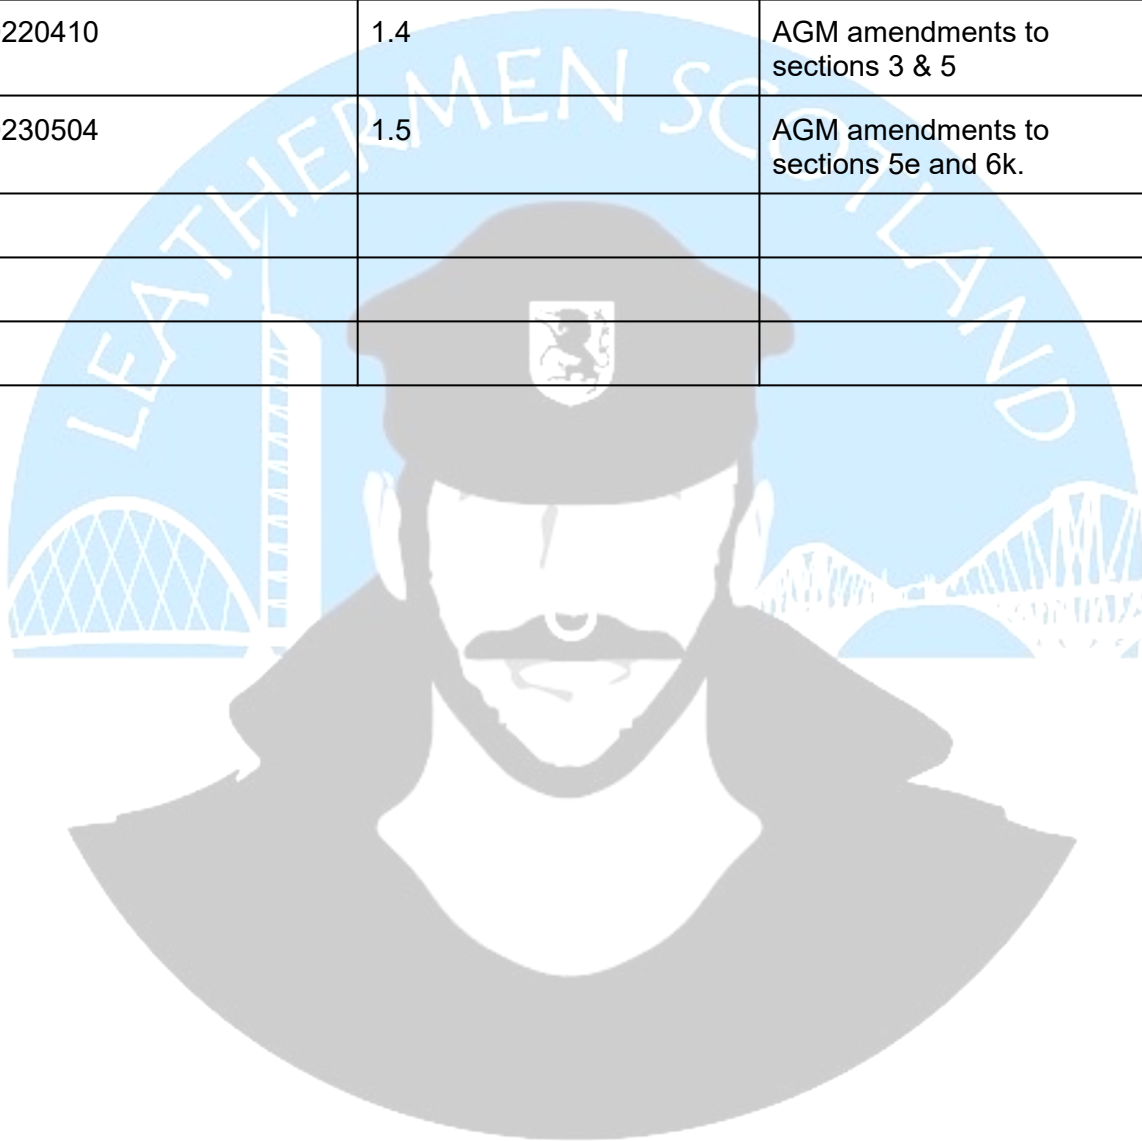 220410 1.4 AGM amendments to
sections 3 & 5
230504 1.5 AGM amendments to
sections 5e and 6k.
LEATHERMEN SCOTLAND